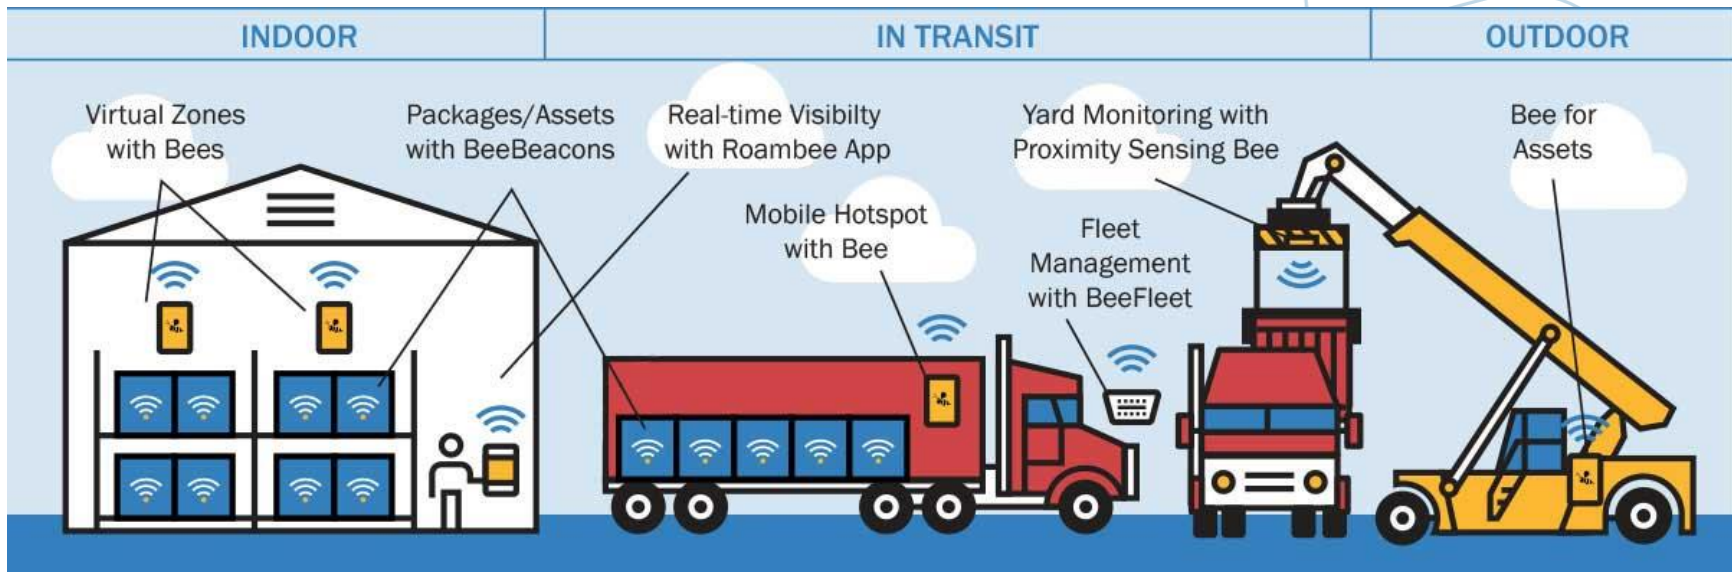 INDOOR
IN TRANSIT
OUTDOOR
Virtual Zones
with Bees
Packages/Assets
with BeeBeacons
Real-time Visibilty
with Roambee App
Mobile Hotspot
with Bee
Fleet
Management
with BeeFleet
Yard Monitoring with
Proximity Sensing Bee
Bee for
Assets